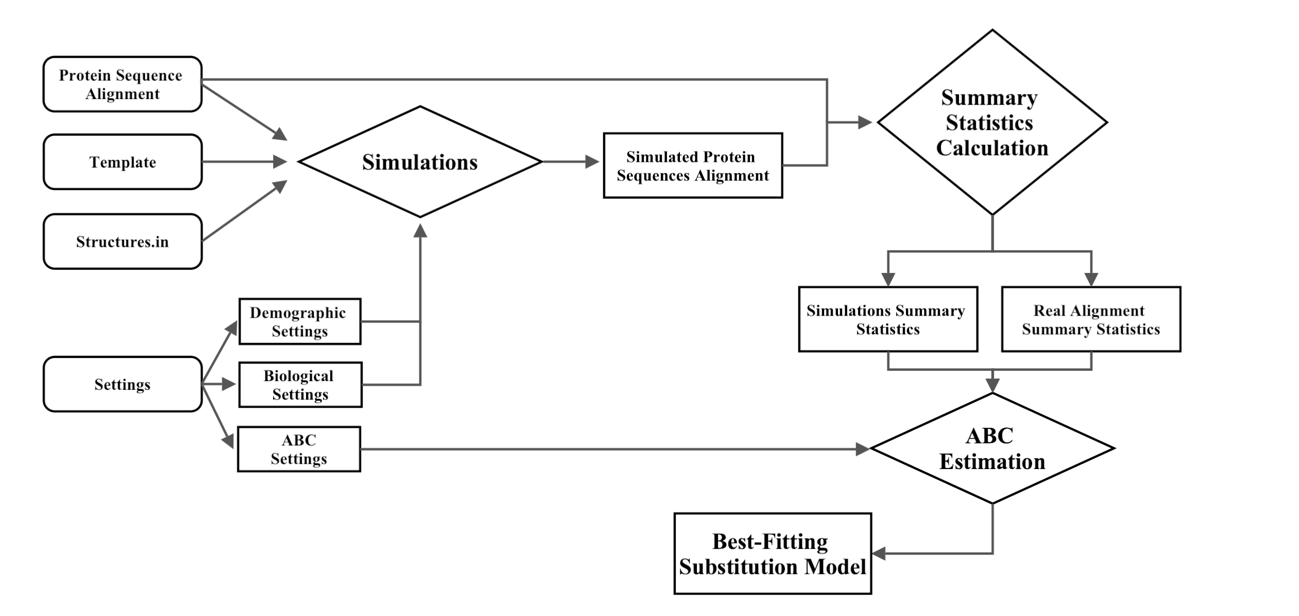 Protein Sequence
Alignment
Template
Structures.in
Simulations
Simulated Protein
Sequences Alignment
Summary
Statistics
Calculation
Settings
Demographic
Settings
Biological
Settings
ABC
Settings
Simulations Summary
Statistics
Real Alignment
Summary Statistics
ABC
Estimation
Best-Fitting
Substitution Model